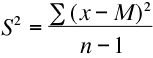 S² = ∑(x − M)²
n − 1